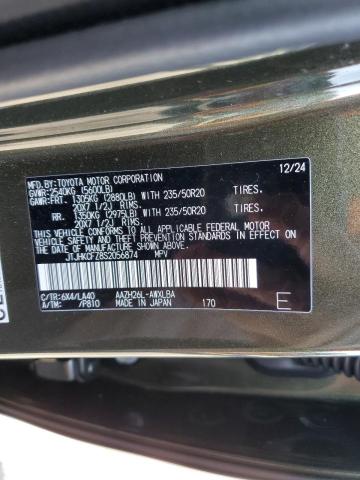 MFD.BY:TOYOTA MOTOR CORPORATION 12/24
GVWR:2540KG (5600LB)
GAWR:FRT. 1305KG (2880LB) WITH 235/50R20 TIRES.
20X7 1/2J RIMS.
RR. 1350KG (2975LB) WITH 235/50R20 TIRES.
20X7 1/2J RIMS.
THIS VEHICLE CONFORMS TO ALL APPLICABLE FEDERAL MOTOR
VEHICLE SAFETY AND BUMPER STANDARDS IN EFFECT ON THE
DATE OF MANUFACTURE SHOWN ABOVE.
JTJHKCFZ8S2056874 MPV
C/TR:6X4/LA40 AAZH26L-AWXLBA
A/TM: /P810 MADE IN JAPAN 170 E